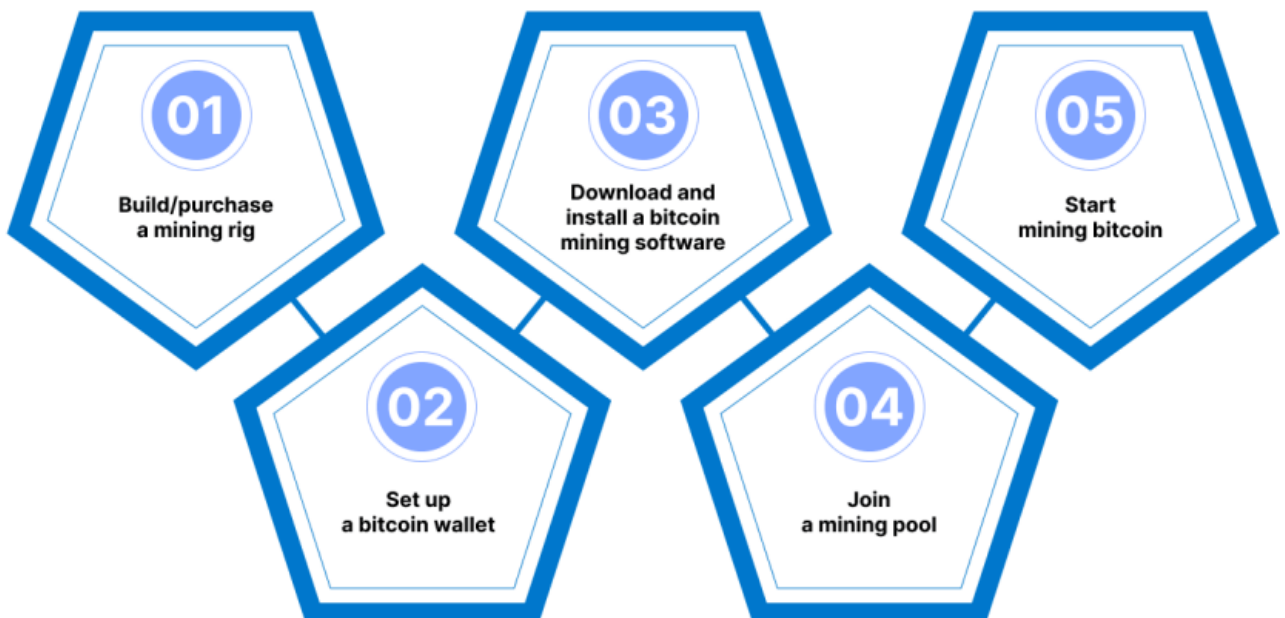 01
Build/purchase
a mining rig
02
Set up
a bitcoin wallet
03
Download and
install a bitcoin
mining software
04
Join
a mining pool
05
Start
mining bitcoin